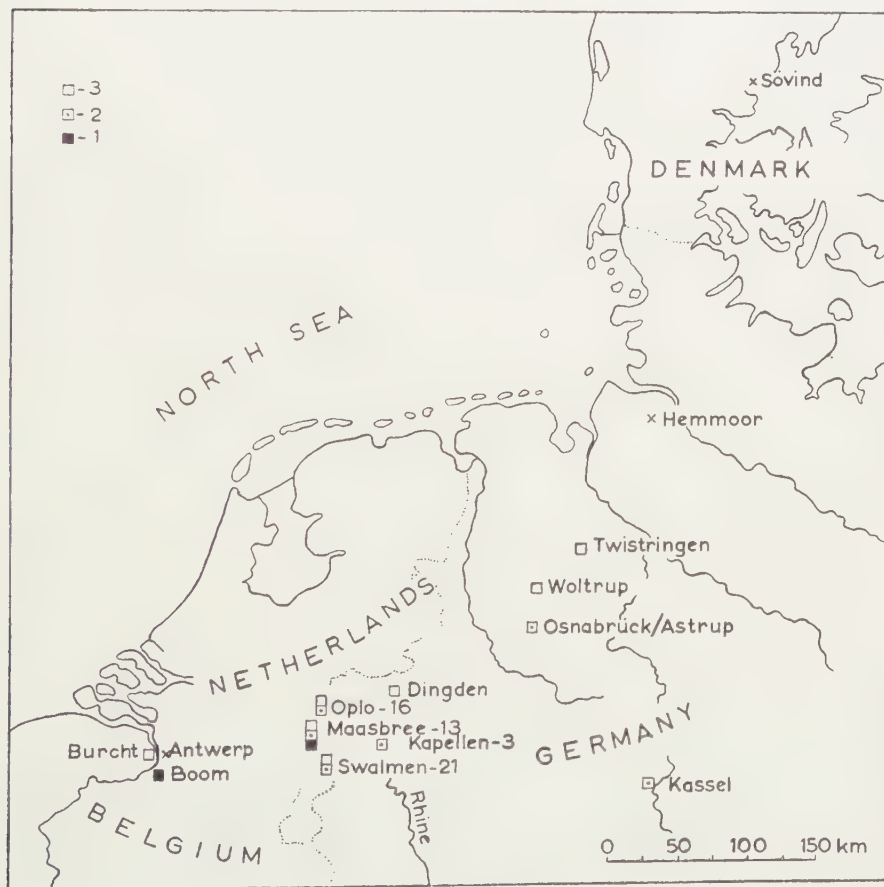 □-3
⊡-2
■-1
×Sövind
DENMARK
NORTH SEA
×Hemmoor
□Twistringen
□Woltrup
⊡Osnabrück/Astrup
NETHERLANDS
□Dingden
Oplo-16
Maasbree-13
⊡Kapellen-3
GERMANY
Burcht□×Antwerp
■Boom
Swalmen-21
⊡Kassel
Rhine
BELGIUM
0 50 100 150 km